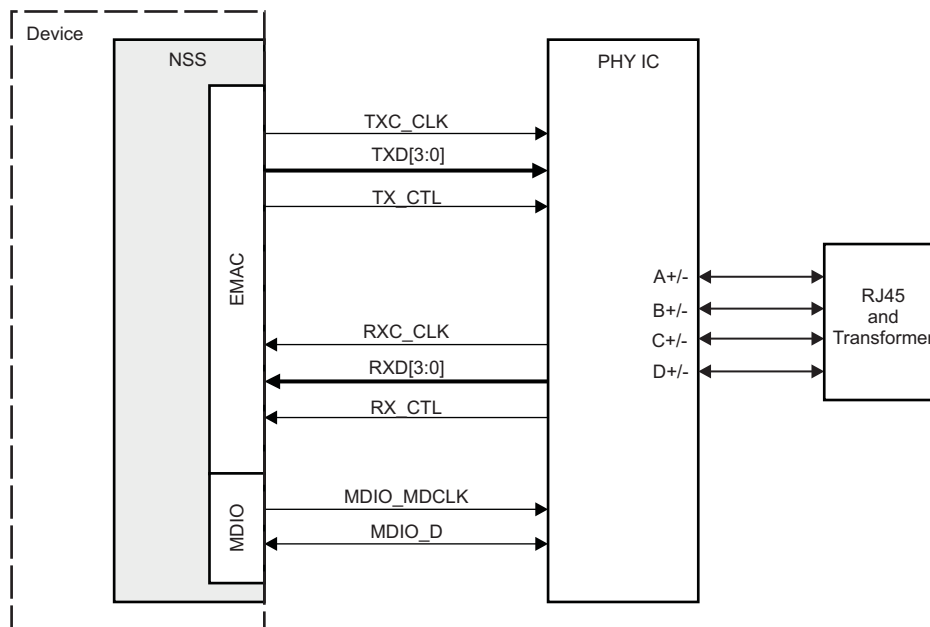 Device
NSS
PHY IC
TXC_CLK
TXD[3:0]
TX_CTL
EMAC
A+/-
B+/-
C+/-
D+/-
RJ45
and
Transformer
RXC_CLK
RXD[3:0]
RX_CTL
MDIO
MDIO_MDCLK
MDIO_D